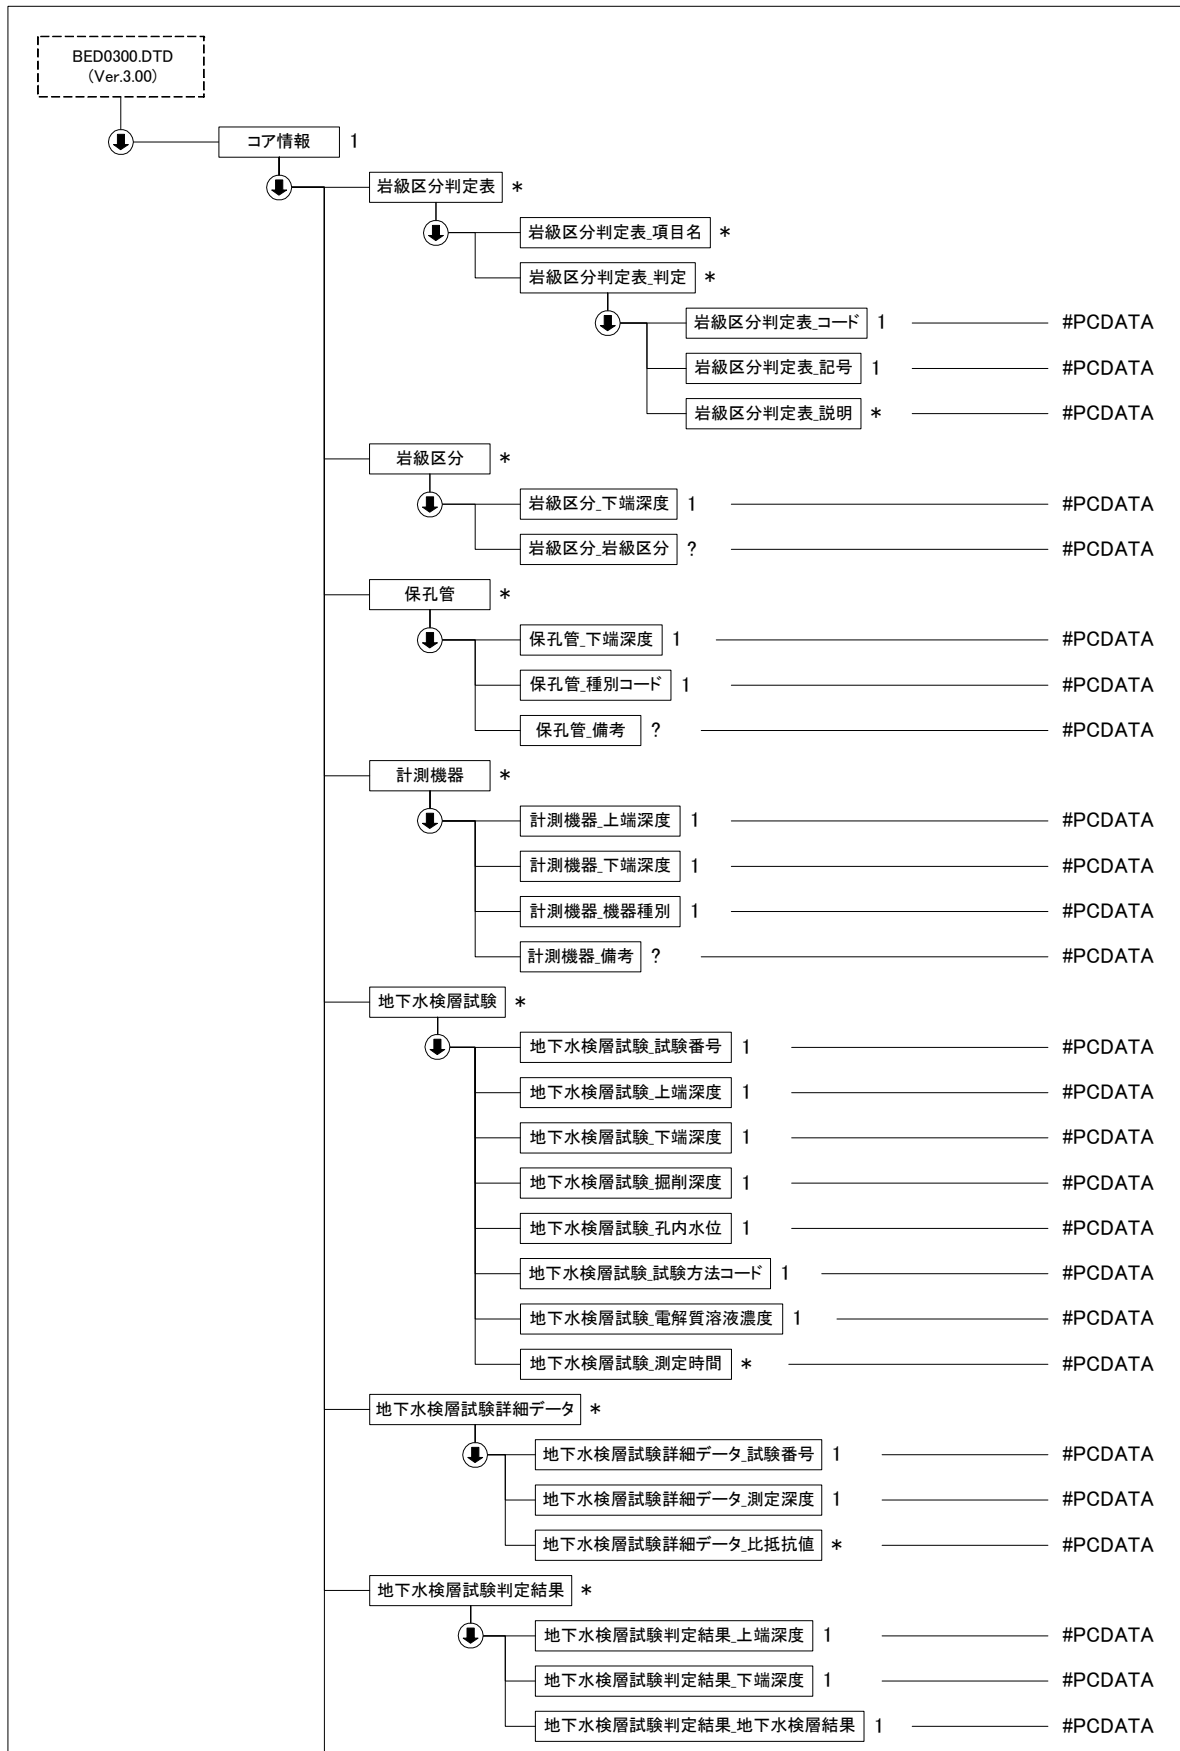 BED0300.DTD
(Ver.3.00)
コア情報 1
岩級区分判定表 *
岩級区分判定表_項目名 *
岩級区分判定表_判定 *
岩級区分判定表_コード 1 #PCDATA
岩級区分判定表_記号 1 #PCDATA
岩級区分判定表_説明 * #PCDATA
岩級区分 *
岩級区分_下端深度 1 #PCDATA
岩級区分_岩級区分 ? #PCDATA
保孔管 *
保孔管_下端深度 1 #PCDATA
保孔管_種別コード 1 #PCDATA
保孔管_備考 ? #PCDATA
計測機器 *
計測機器_上端深度 1 #PCDATA
計測機器_下端深度 1 #PCDATA
計測機器_機器種別 1 #PCDATA
計測機器_備考 ? #PCDATA
地下水検層試験 *
地下水検層試験_試験番号 1 #PCDATA
地下水検層試験_上端深度 1 #PCDATA
地下水検層試験_下端深度 1 #PCDATA
地下水検層試験_掘削深度 1 #PCDATA
地下水検層試験_孔内水位 1 #PCDATA
地下水検層試験_試験方法コード 1 #PCDATA
地下水検層試験_電解質溶液濃度 1 #PCDATA
地下水検層試験_測定時間 * #PCDATA
地下水検層試験詳細データ *
地下水検層試験詳細データ_試験番号 1 #PCDATA
地下水検層試験詳細データ_測定深度 1 #PCDATA
地下水検層試験詳細データ_比抵抗値 * #PCDATA
地下水検層試験判定結果 *
地下水検層試験判定結果_上端深度 1 #PCDATA
地下水検層試験判定結果_下端深度 1 #PCDATA
地下水検層試験判定結果_地下水検層結果 1 #PCDATA